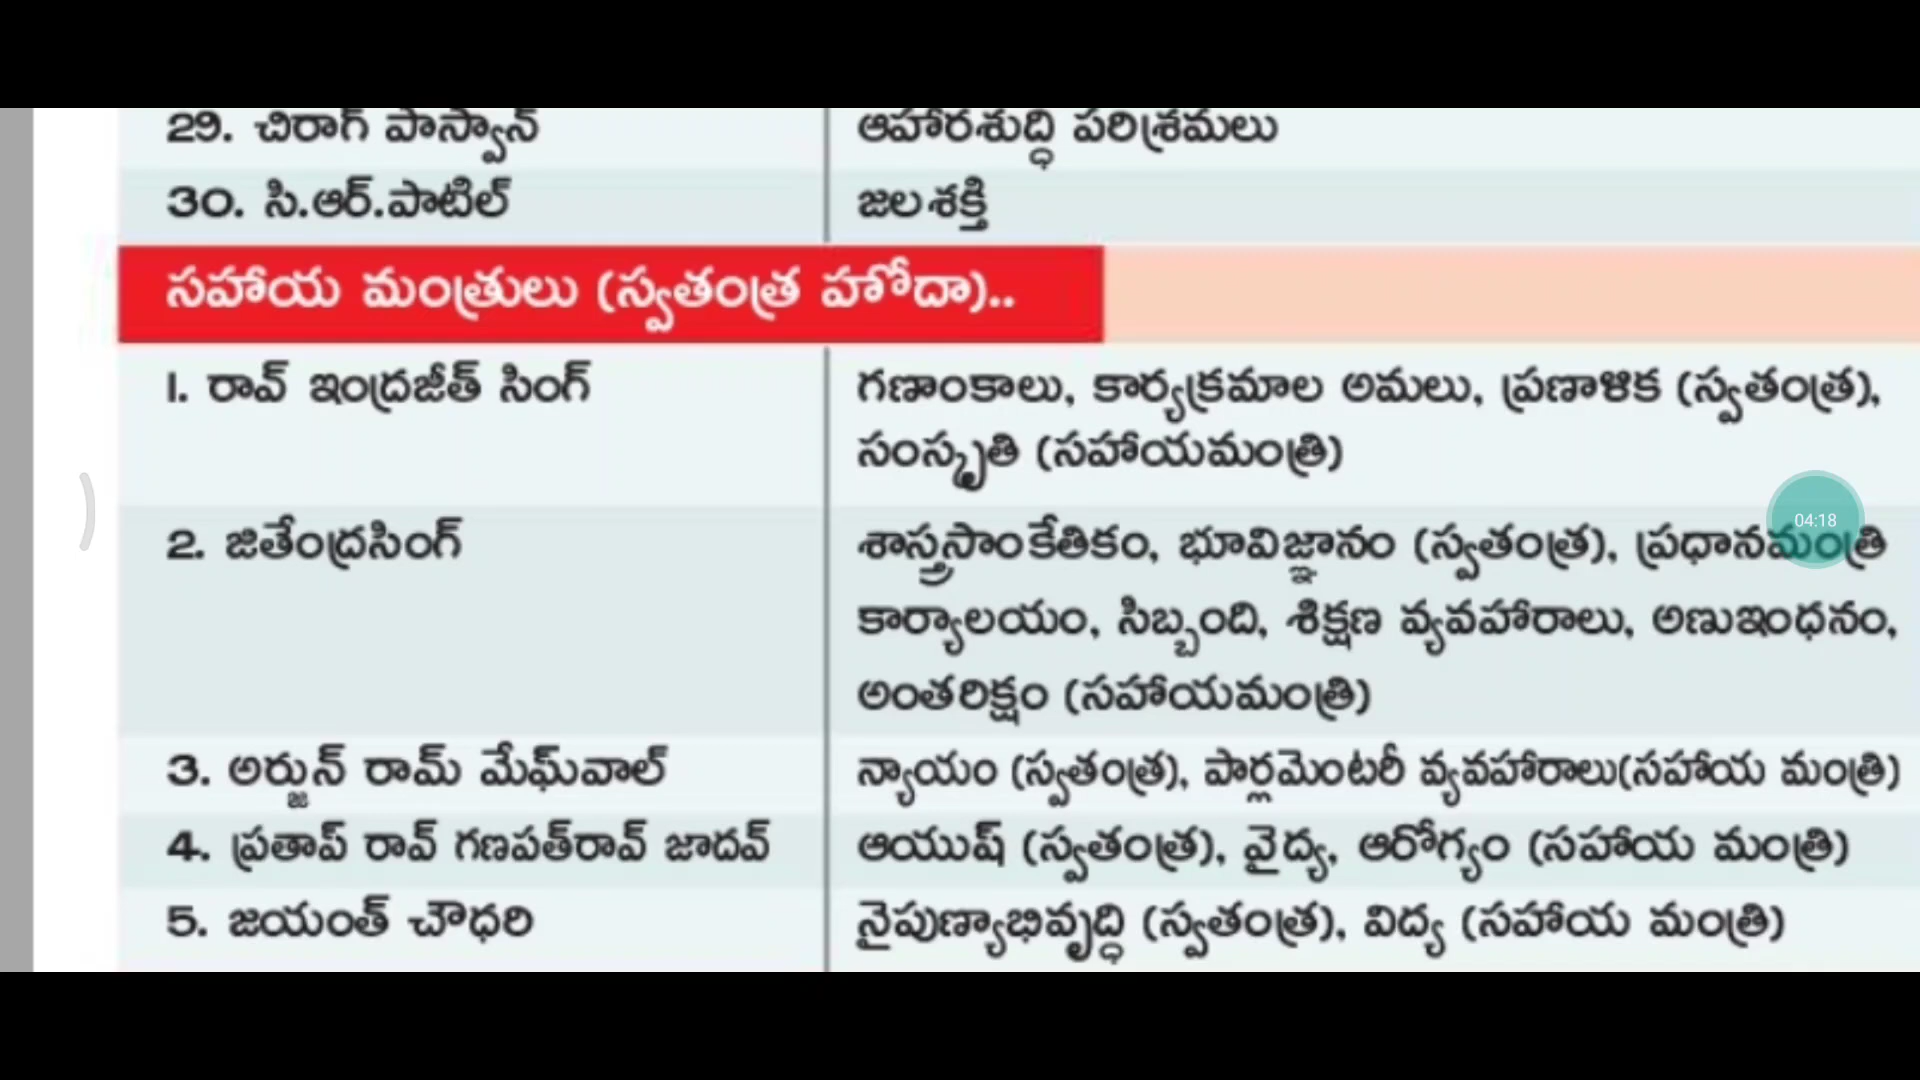 29. చిరాగ్ పాస్వాన్ ఆహారశుద్ధి పరిశ్రమలు
30. సి.ఆర్.పాటిల్ జలశక్తి
సహాయ మంత్రులు (స్వతంత్ర హోదా)..
1. రావ్ ఇంద్రజీత్ సింగ్ గణాంకాలు, కార్యక్రమాల అమలు, ప్రణాళిక (స్వతంత్ర),
సంస్కృతి (సహాయమంత్రి)
2. జితేంద్రసింగ్ శాస్త్రసాంకేతికం, భూవిజ్ఞానం (స్వతంత్ర), ప్రధానమంత్రి
04:18
కార్యాలయం, సిబ్బంది, శిక్షణ వ్యవహారాలు, అణుఇంధనం,
అంతరిక్షం (సహాయమంత్రి)
3. అర్జున్ రామ్ మేఘ్‌వాల్ న్యాయం (స్వతంత్ర), పార్లమెంటరీ వ్యవహారాలు(సహాయ మంత్రి)
4. ప్రతాప్ రావ్ గణపత్‌రావ్ జాదవ్ ఆయుష్ (స్వతంత్ర), వైద్య, ఆరోగ్యం (సహాయ మంత్రి)
5. జయంత్ చౌధరి నైపుణ్యాభివృద్ధి (స్వతంత్ర), విద్య (సహాయ మంత్రి)